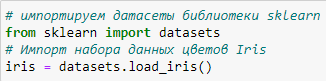 # импортируем датасеты библиотеки sklearn
from sklearn import datasets
# Импорт набора данных цветов Iris
iris = datasets.load_iris()